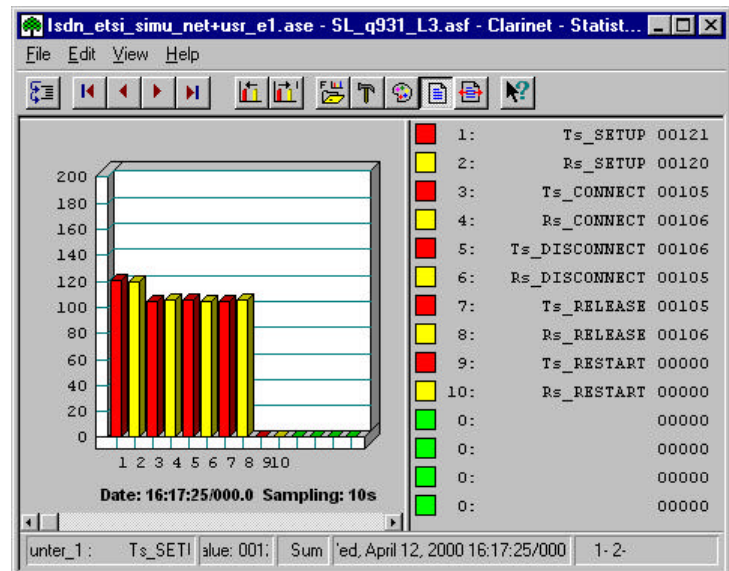 Isdn_etsi_simu_net+usr_e1.ase - SL_q931_L3.asf - Clarinet - Statist...
File Edit View Help
FULL
200
180
160
140
120
100
80
60
40
20
0
1 2 3 4 5 6 7 8 910
Date: 16:17:25/000.0 Sampling: 10s
1: Ts_SETUP 00121
2: Rs_SETUP 00120
3: Ts_CONNECT 00105
4: Rs_CONNECT 00106
5: Ts_DISCONNECT 00106
6: Rs_DISCONNECT 00105
7: Ts_RELEASE 00105
8: Rs_RELEASE 00106
9: Ts_RESTART 00000
10: Rs_RESTART 00000
0: 00000
0: 00000
0: 00000
0: 00000
unter_1 : Ts_SET alue: 001 Sum 'ed, April 12, 2000 16:17:25/000 1- 2-